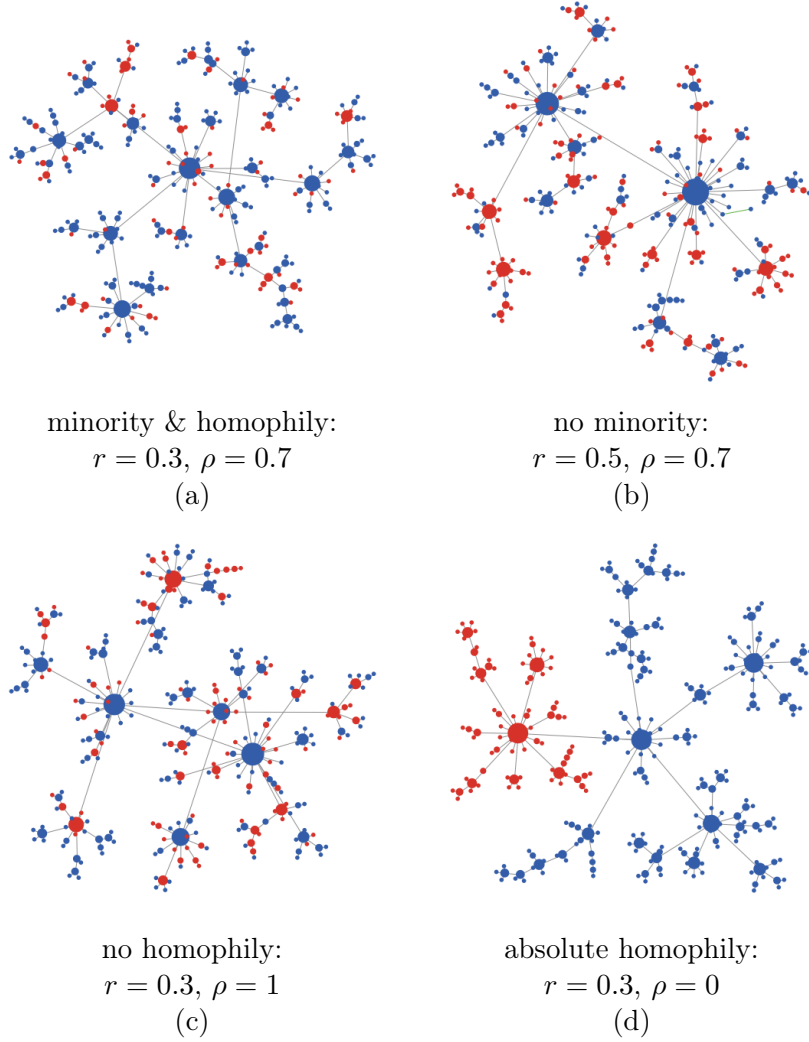 minority & homophily:
r = 0.3, ρ = 0.7
(a)
no minority:
r = 0.5, ρ = 0.7
(b)
no homophily:
r = 0.3, ρ = 1
(c)
absolute homophily:
r = 0.3, ρ = 0
(d)